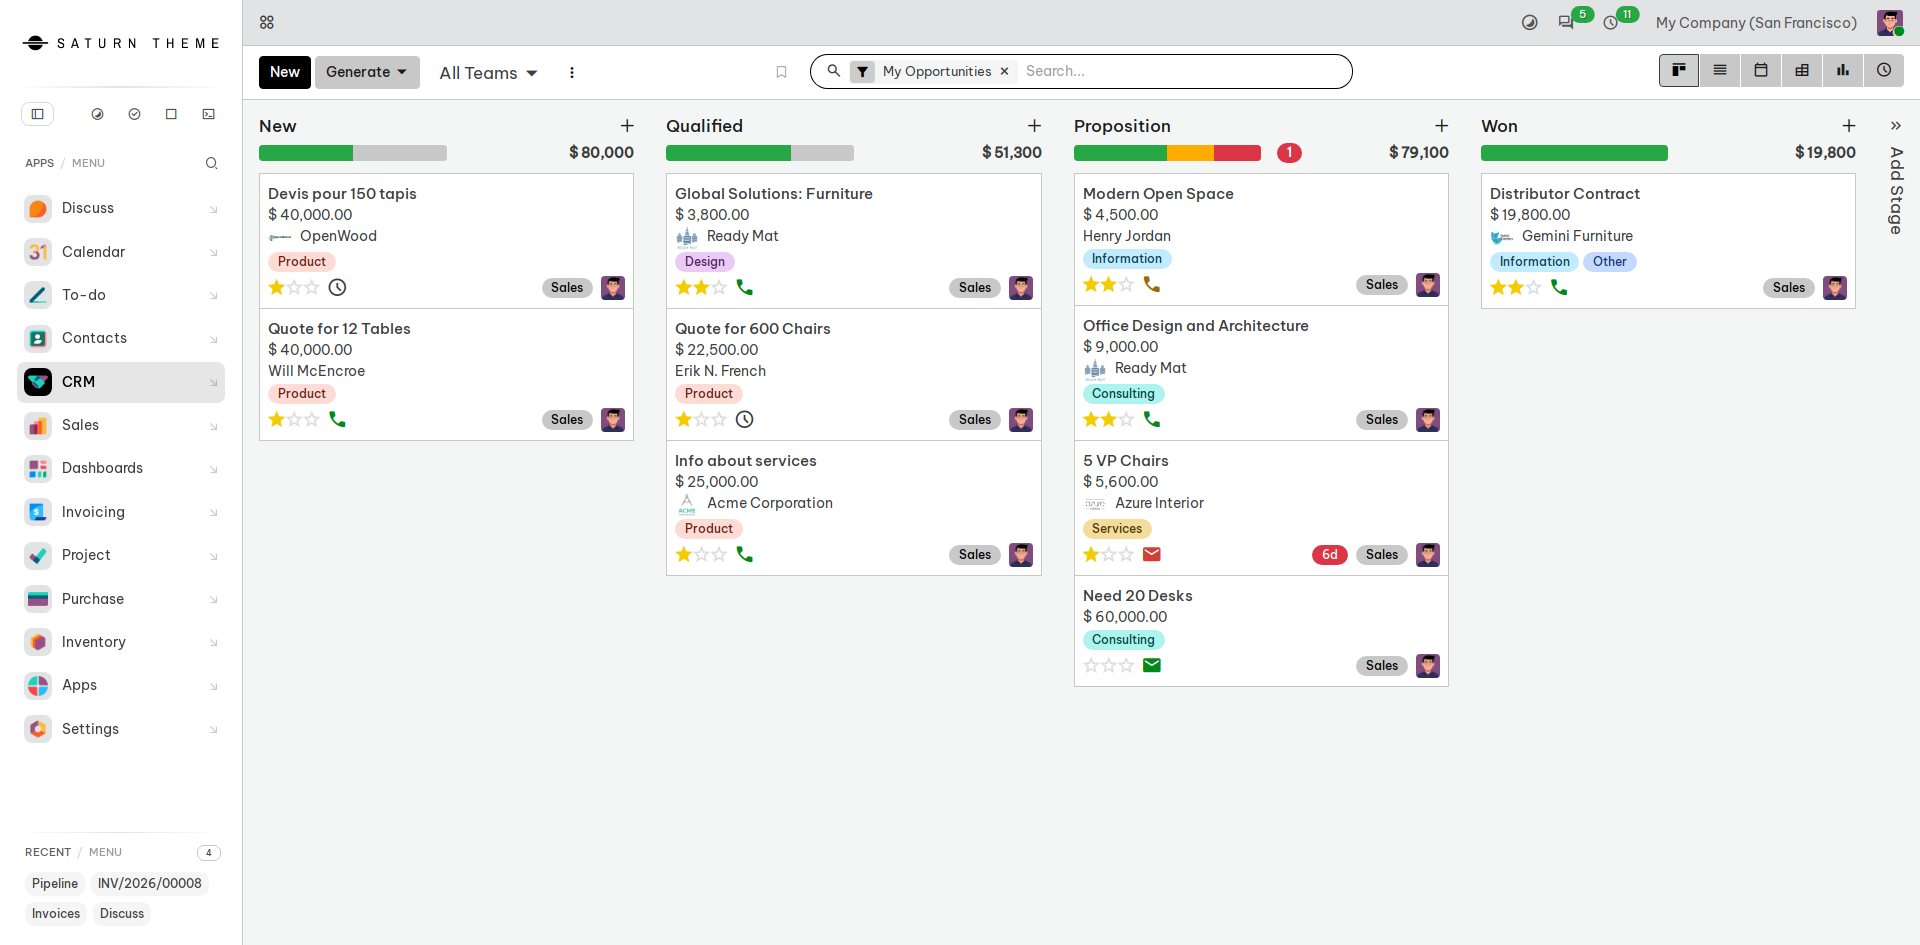 SATURN THEME
APPS / MENU
Discuss
Calendar
To-do
Contacts
CRM
Sales
Dashboards
Invoicing
Project
Purchase
Inventory
Apps
Settings
RECENT / MENU 4
Pipeline INV/2026/00008
Invoices Discuss
5 11 My Company (San Francisco)
New Generate All Teams My Opportunities Search...
New
$ 80,000
Devis pour 150 tapis
$ 40,000.00
OpenWood
Product
Sales
Quote for 12 Tables
$ 40,000.00
Will McEncroe
Product
Sales
Qualified
$ 51,300
Global Solutions: Furniture
$ 3,800.00
Ready Mat
Design
Sales
Quote for 600 Chairs
$ 22,500.00
Erik N. French
Product
Sales
Info about services
$ 25,000.00
ACME Acme Corporation
Product
Sales
Proposition
1 $ 79,100
Modern Open Space
$ 4,500.00
Henry Jordan
Information
Sales
Office Design and Architecture
$ 9,000.00
Ready Mat
Consulting
Sales
5 VP Chairs
$ 5,600.00
azure Azure Interior
Services
6d Sales
Need 20 Desks
$ 60,000.00
Consulting
Sales
Won
$ 19,800
Distributor Contract
$ 19,800.00
Gemini Furniture
Information Other
Sales
Add Stage